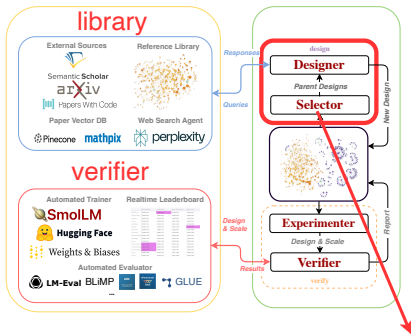 library
External Sources
Reference Library
Semantic Scholar
arXiv
Papers With Code
Paper Vector DB
Web Search Agent
Pinecone
mathpix
perplexity
verifier
Automated Trainer
Realtime Leaderboard
SmolLM
Hugging Face
Weights & Biases
Automated Evaluator
LM-Eval
BLiMP
GLUE
...
Responses
Queries
Design
& Scale
Results
design
Designer
Parent Designs
Selector
New Design
Experimenter
Design & Scale
Verifier
verify
Report